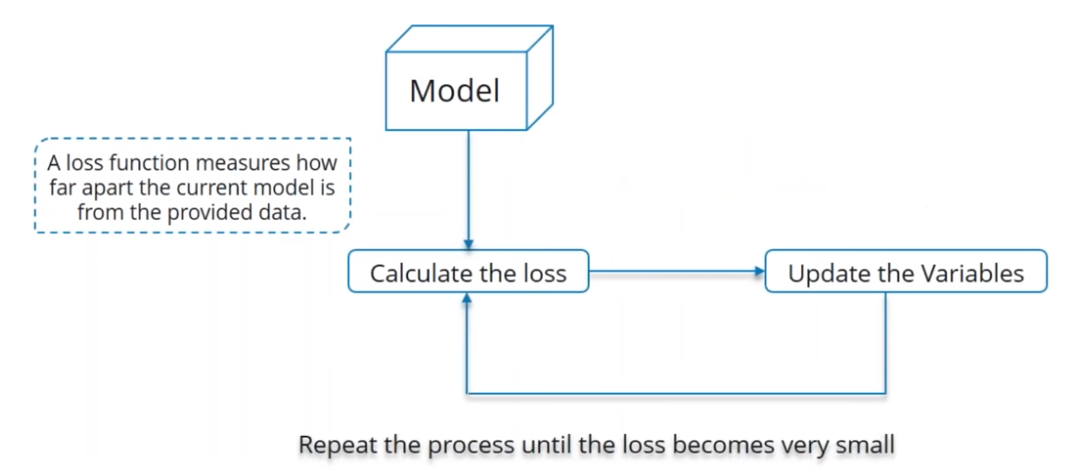 Model
A loss function measures how
far apart the current model is
from the provided data.
Calculate the loss
Update the Variables
Repeat the process until the loss becomes very small